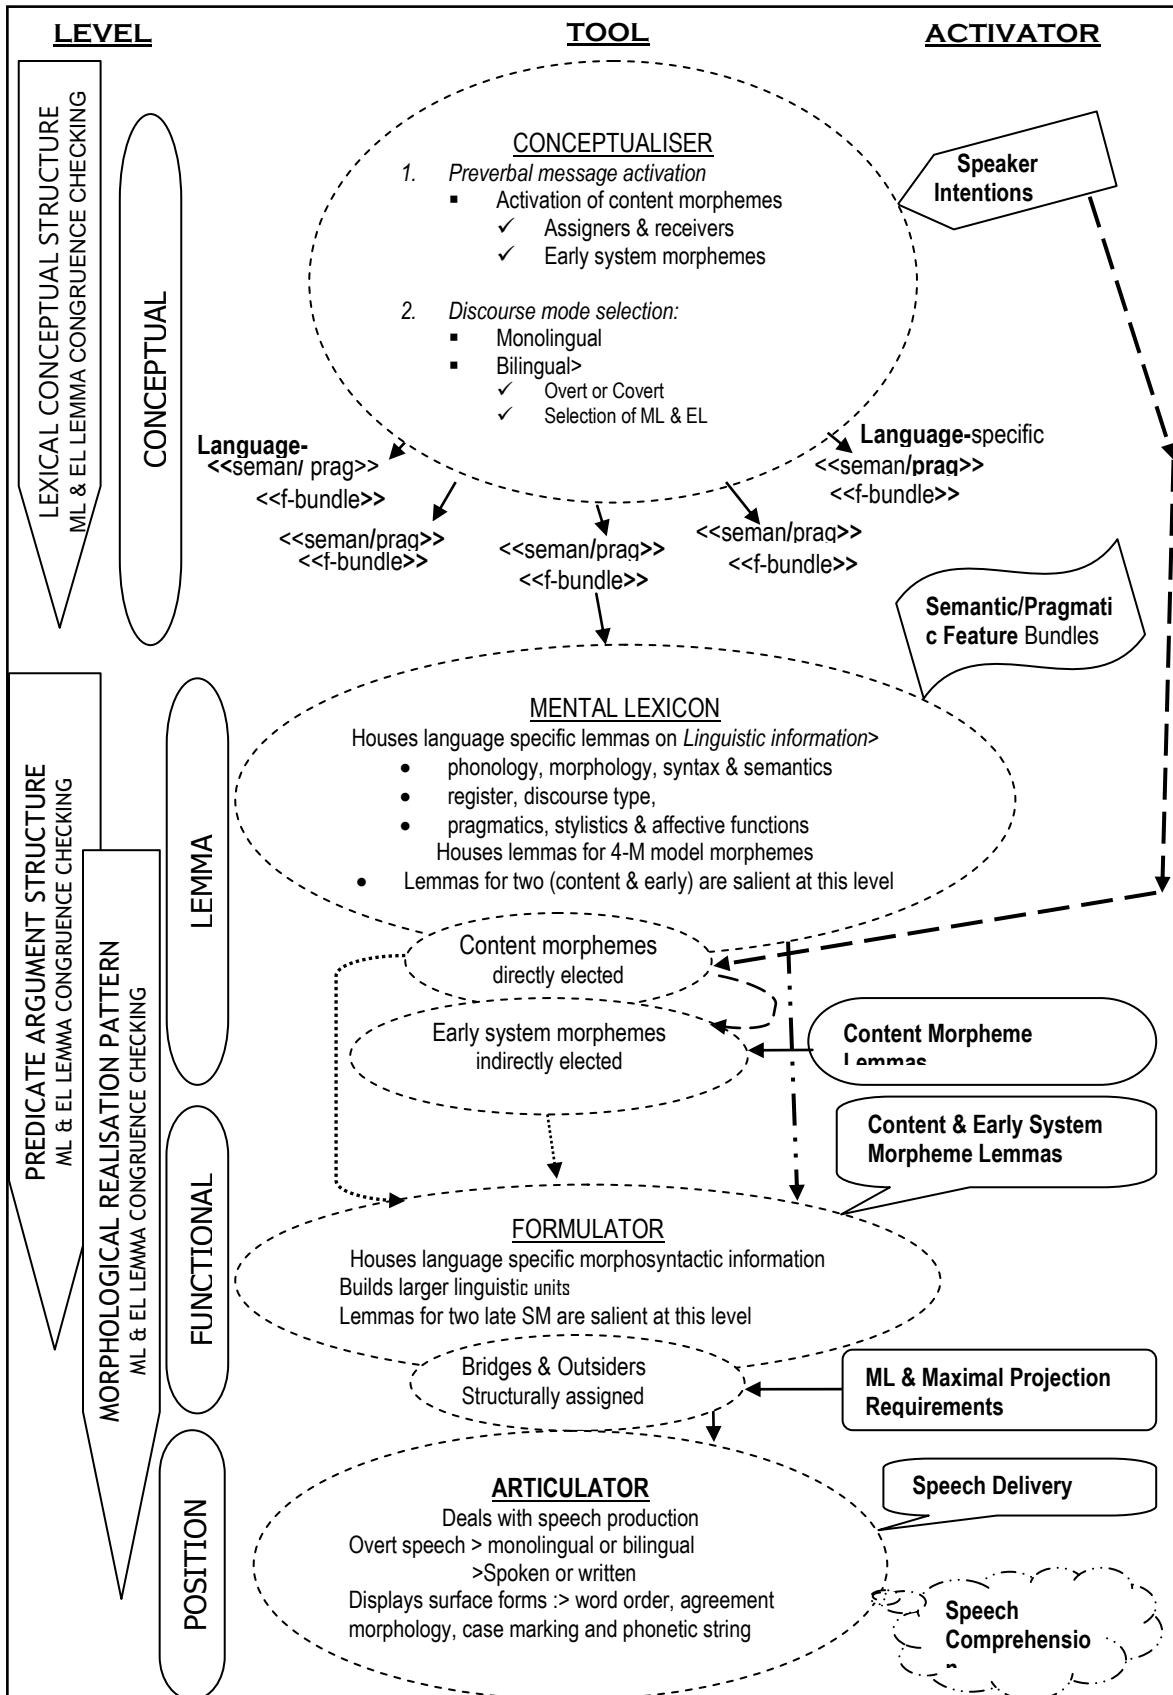 LEVEL
TOOL
ACTIVATOR
LEXICAL CONCEPTUAL STRUCTURE
ML & EL LEMMA CONGRUENCE CHECKING
CONCEPTUAL
CONCEPTUALISER
1. Preverbal message activation
▪ Activation of content morphemes
✓ Assigners & receivers
✓ Early system morphemes
2. Discourse mode selection:
▪ Monolingual
▪ Bilingual>
✓ Overt or Covert
✓ Selection of ML & EL
Speaker
Intentions
Language-
<<seman/ prag>>
<<f-bundle>>
<<seman/prag>>
<<f-bundle>>
<<seman/prag>>
<<f-bundle>>
<<seman/prag>>
<<f-bundle>>
Language-specific
<<seman/prag>>
<<f-bundle>>
Semantic/Pragmati
c Feature Bundles
PREDICATE ARGUMENT STRUCTURE
ML & EL LEMMA CONGRUENCE CHECKING
MORPHOLOGICAL REALISATION PATTERN
ML & EL LEMMA CONGRUENCE CHECKING
LEMMA
MENTAL LEXICON
Houses language specific lemmas on Linguistic information>
● phonology, morphology, syntax & semantics
● register, discourse type,
● pragmatics, stylistics & affective functions
Houses lemmas for 4-M model morphemes
● Lemmas for two (content & early) are salient at this level
Content morphemes
directly elected
Early system morphemes
indirectly elected
Content Morpheme
Lemmas
Content & Early System
Morpheme Lemmas
FUNCTIONAL
FORMULATOR
Houses language specific morphosyntactic information
Builds larger linguistic units
Lemmas for two late SM are salient at this level
Bridges & Outsiders
Structurally assigned
ML & Maximal Projection
Requirements
POSITION
ARTICULATOR
Deals with speech production
Overt speech > monolingual or bilingual
>Spoken or written
Displays surface forms :> word order, agreement
morphology, case marking and phonetic string
Speech Delivery
Speech
Comprehensio
n